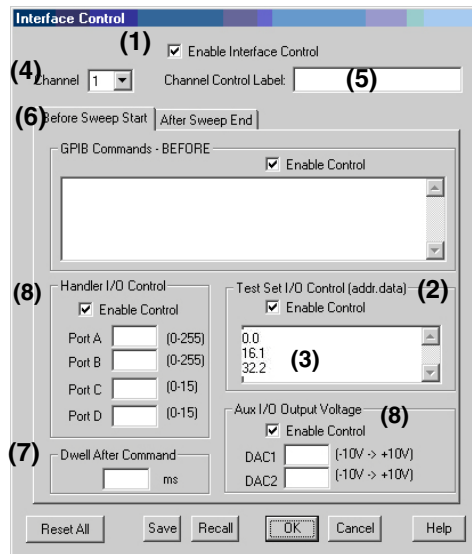 Interface Control
(1) Enable Interface Control
(4) Channel 1 Channel Control Label: (5)
(6) Before Sweep Start After Sweep End
GPIB Commands - BEFORE
Enable Control
(8) Handler I/O Control
Enable Control
Port A (0-255)
Port B (0-255)
Port C (0-15)
Port D (0-15)
Test Set I/O Control (addr.data) (2)
Enable Control
0.0
16.1
32.2
(3)
(7) Dwell After Command
ms
Aux I/O Output Voltage (8)
Enable Control
DAC1 (-10V -> +10V)
DAC2 (-10V -> +10V)
Reset All Save Recall OK Cancel Help